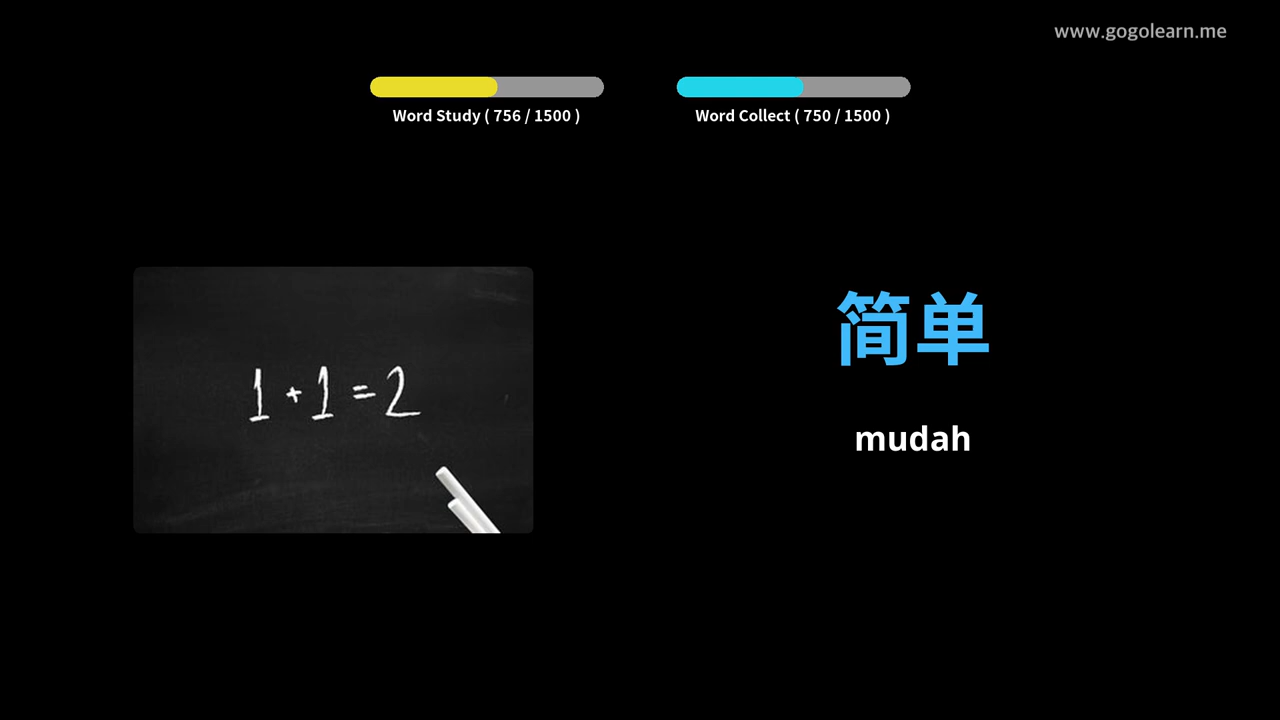 www.gogolearn.me
Word Study ( 756 / 1500 )
Word Collect ( 750 / 1500 )
1 + 1 = 2
简单
mudah